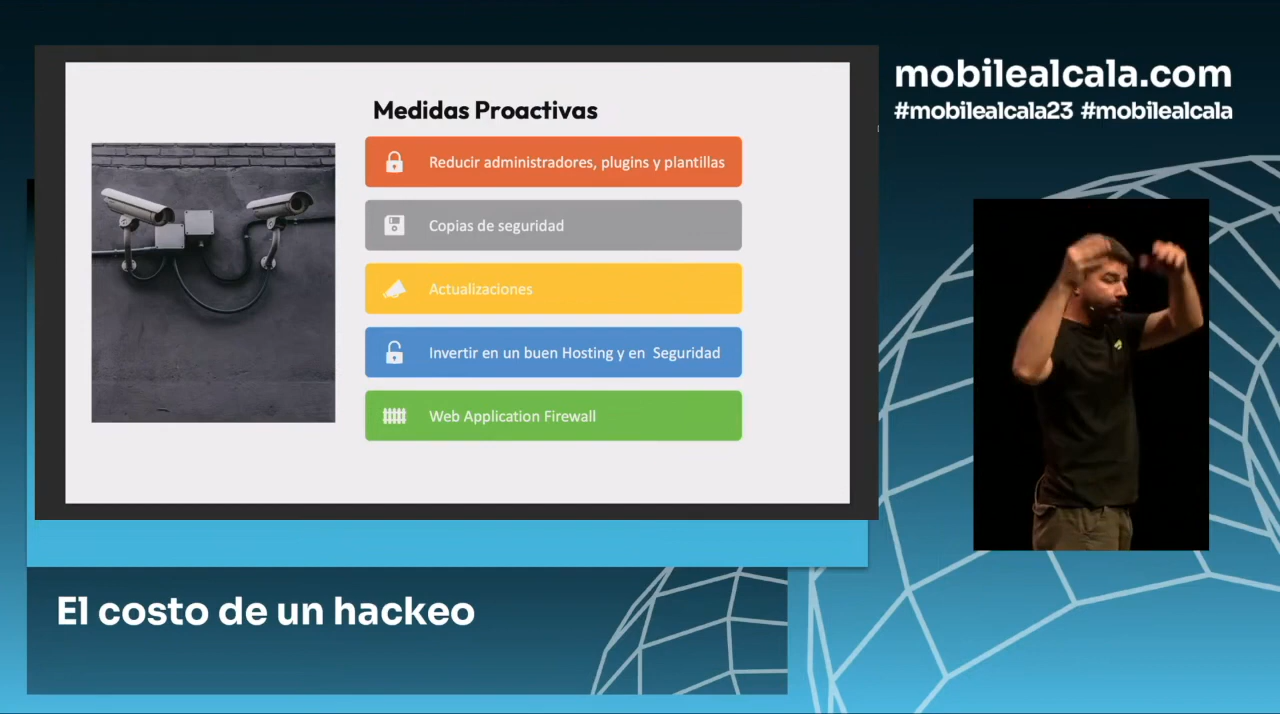 mobilealcala.com
#mobilealcala23 #mobilealcala
Medidas Proactivas
Reducir administradores, plugins y plantillas
Copias de seguridad
Actualizaciones
Invertir en un buen Hosting y en Seguridad
Web Application Firewall
El costo de un hackeo